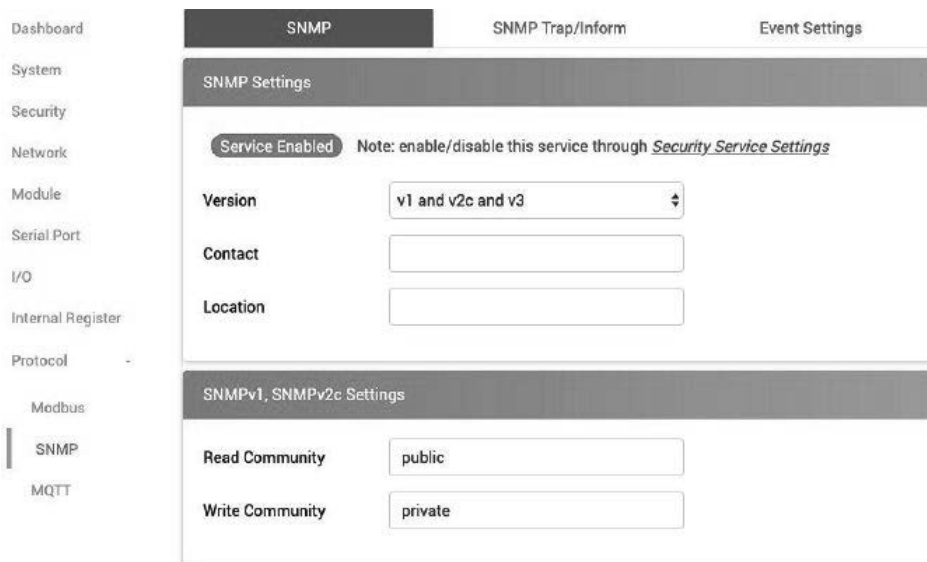 Dashboard
System
Security
Network
Module
Serial Port
I/O
Internal Register
Protocol -
Modbus
SNMP
MQTT
SNMP SNMP Trap/Inform Event Settings
SNMP Settings
Service Enabled Note: enable/disable this service through Security Service Settings
Version v1 and v2c and v3
Contact
Location
SNMPv1, SNMPv2c Settings
Read Community public
Write Community private